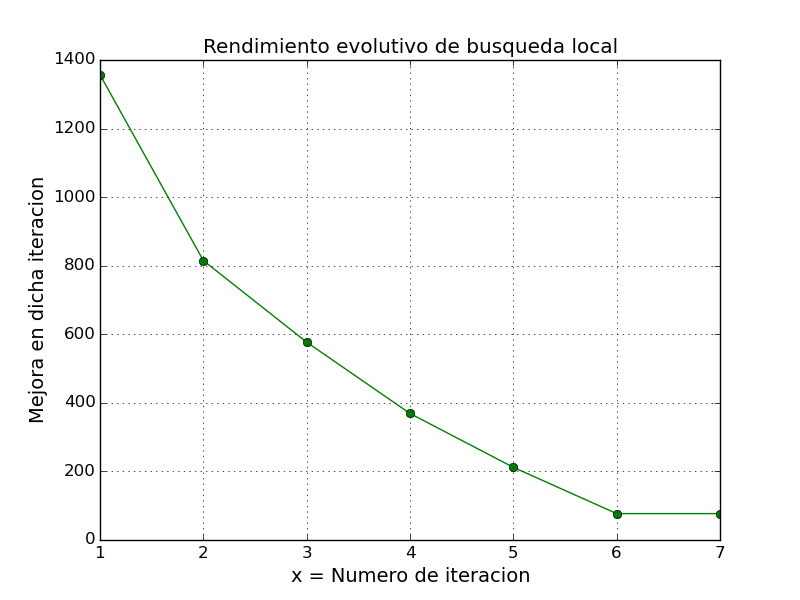 Rendimiento evolutivo de busqueda local
1400
1200
1000
800
600
400
200
0
Mejora en dicha iteracion
1 2 3 4 5 6 7
x = Numero de iteracion